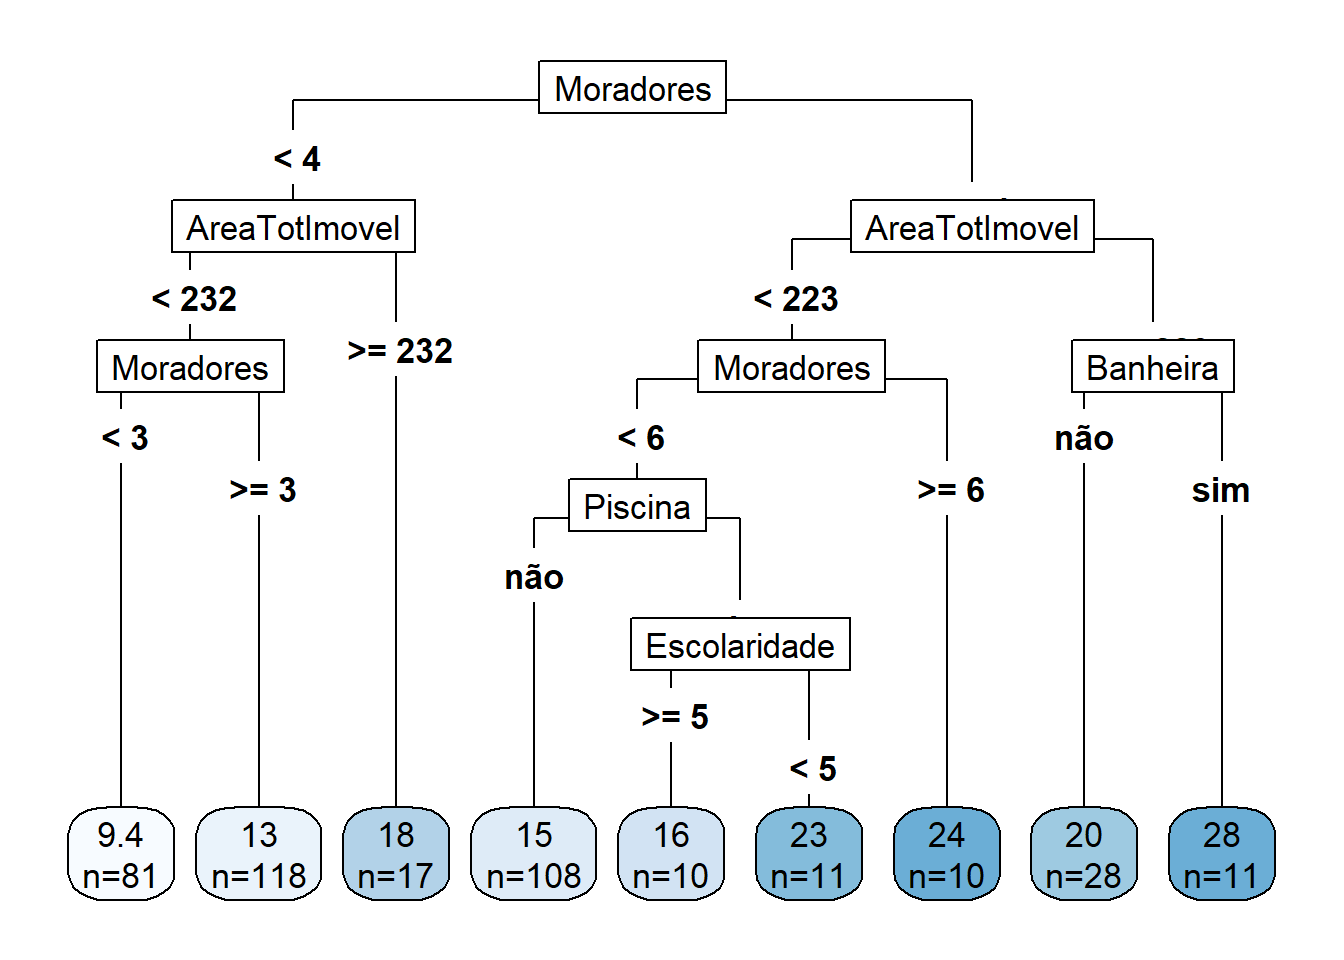 Moradores
< 4
AreaTotImovel
AreaTotImovel
< 232
< 223
>= 232
Moradores
Moradores
Banheira
< 3
< 6
não
>= 3
>= 6
sim
Piscina
não
Escolaridade
>= 5
< 5
9.4
n=81
13
n=118
18
n=17
15
n=108
16
n=10
23
n=11
24
n=10
20
n=28
28
n=11